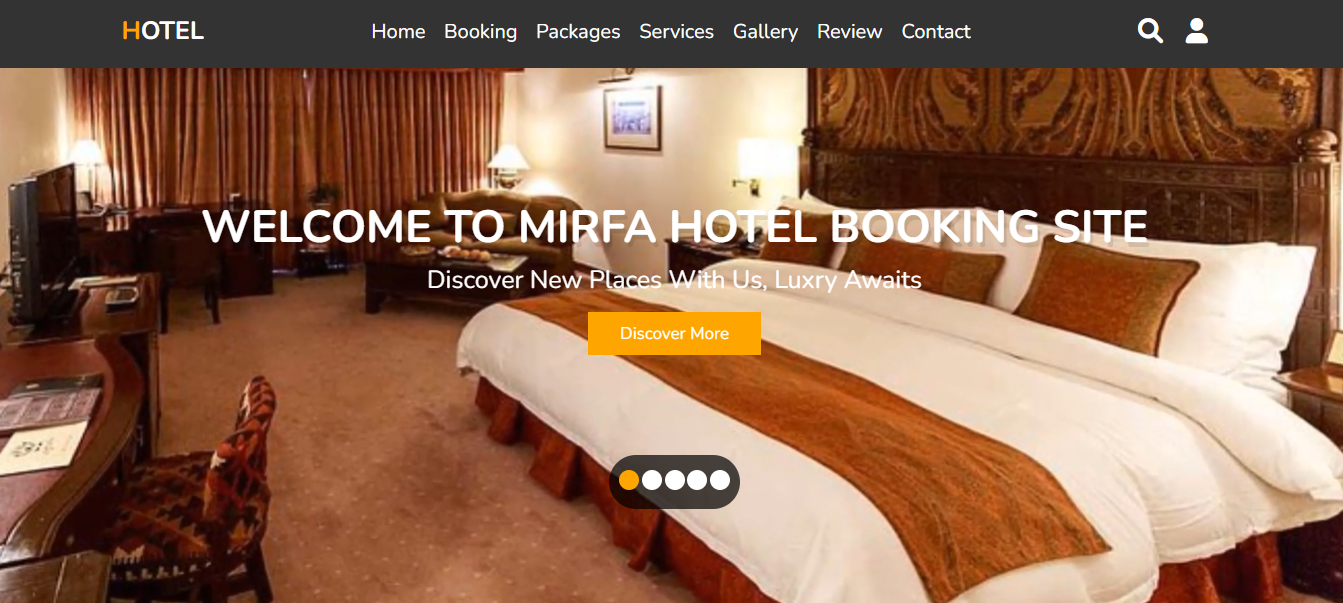 HOTEL
Home Booking Packages Services Gallery Review Contact
WELCOME TO MIRFA HOTEL BOOKING SITE
Discover New Places With Us, Luxry Awaits
Discover More